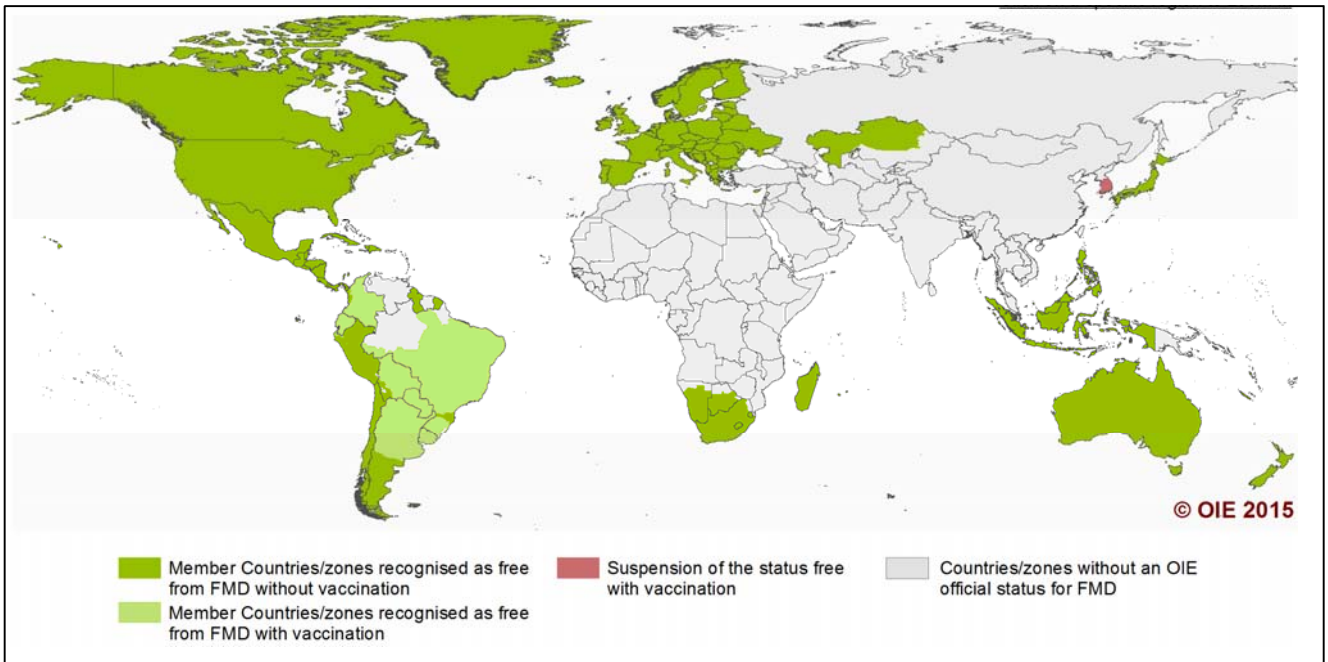 © OIE 2015
Member Countries/zones recognised as free
from FMD without vaccination
Member Countries/zones recognised as free
from FMD with vaccination
Suspension of the status free
with vaccination
Countries/zones without an OIE
official status for FMD